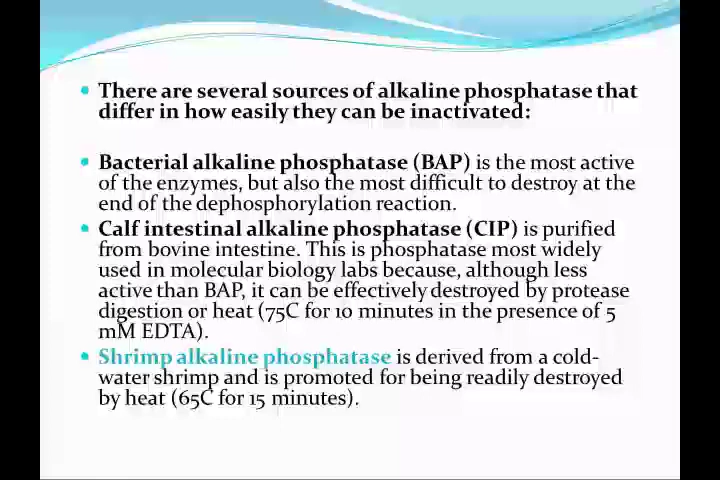 There are several sources of alkaline phosphatase that
differ in how easily they can be inactivated:
Bacterial alkaline phosphatase (BAP) is the most active
of the enzymes, but also the most difficult to destroy at the
end of the dephosphorylation reaction.
Calf intestinal alkaline phosphatase (CIP) is purified
from bovine intestine. This is phosphatase most widely
used in molecular biology labs because, although less
active than BAP, it can be effectively destroyed by protease
digestion or heat (75C for 10 minutes in the presence of 5
mM EDTA).
Shrimp alkaline phosphatase is derived from a cold-
water shrimp and is promoted for being readily destroyed
by heat (65C for 15 minutes).